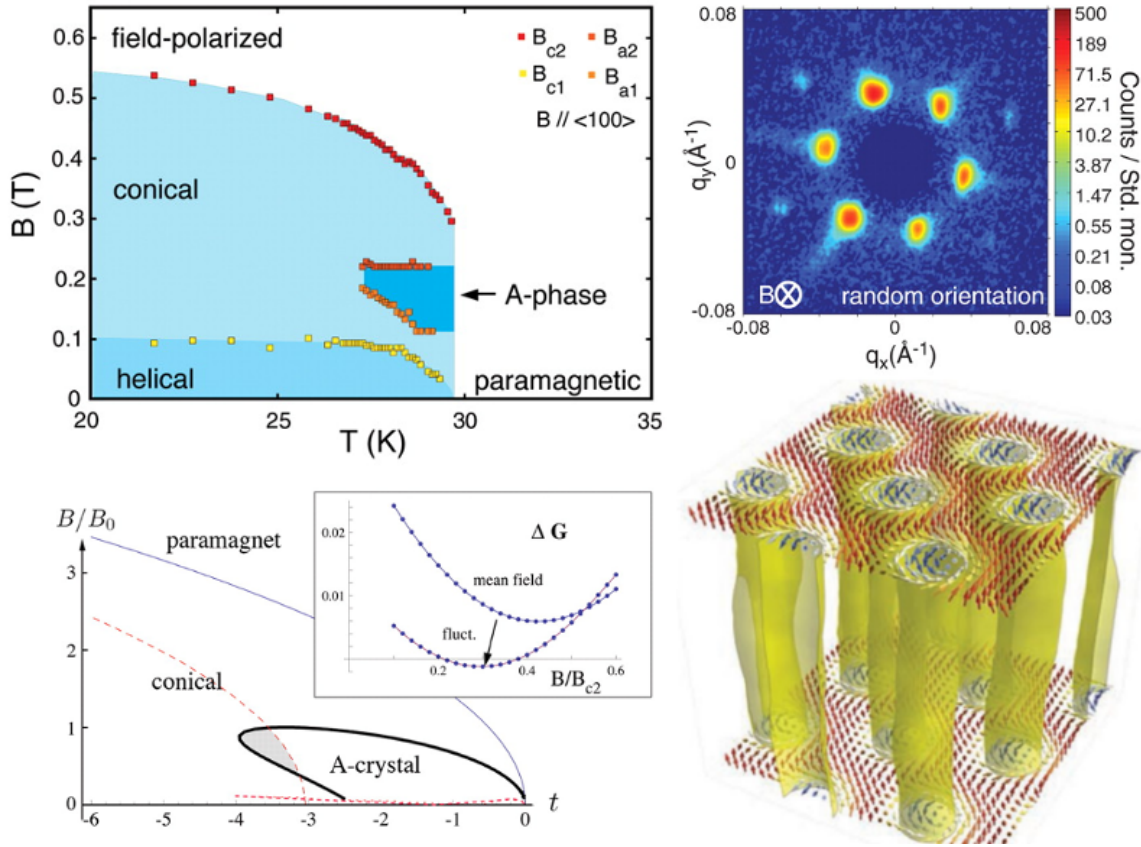 0.6
0.5
0.4
0.3
0.2
0.1
0
B (T)
field-polarized
B_c2
B_a2
B_c1
B_a1
B // <100>
conical
A-phase
helical
paramagnetic
20
25
30
35
T (K)
0.08
0
-0.08
q_y(Å⁻¹)
B
random orientation
-0.08
0
0.08
q_x(Å⁻¹)
500
189
71.5
27.1
10.2
3.87
1.47
0.55
0.21
0.08
0.03
Counts / Std. mon.
B/B_0
3
2
1
0
paramagnet
conical
A-crystal
-6
-5
-4
-3
-2
-1
0
t
0.02
0.01
Δ G
mean field
fluct.
0.2
0.4
0.6
B/B_c2